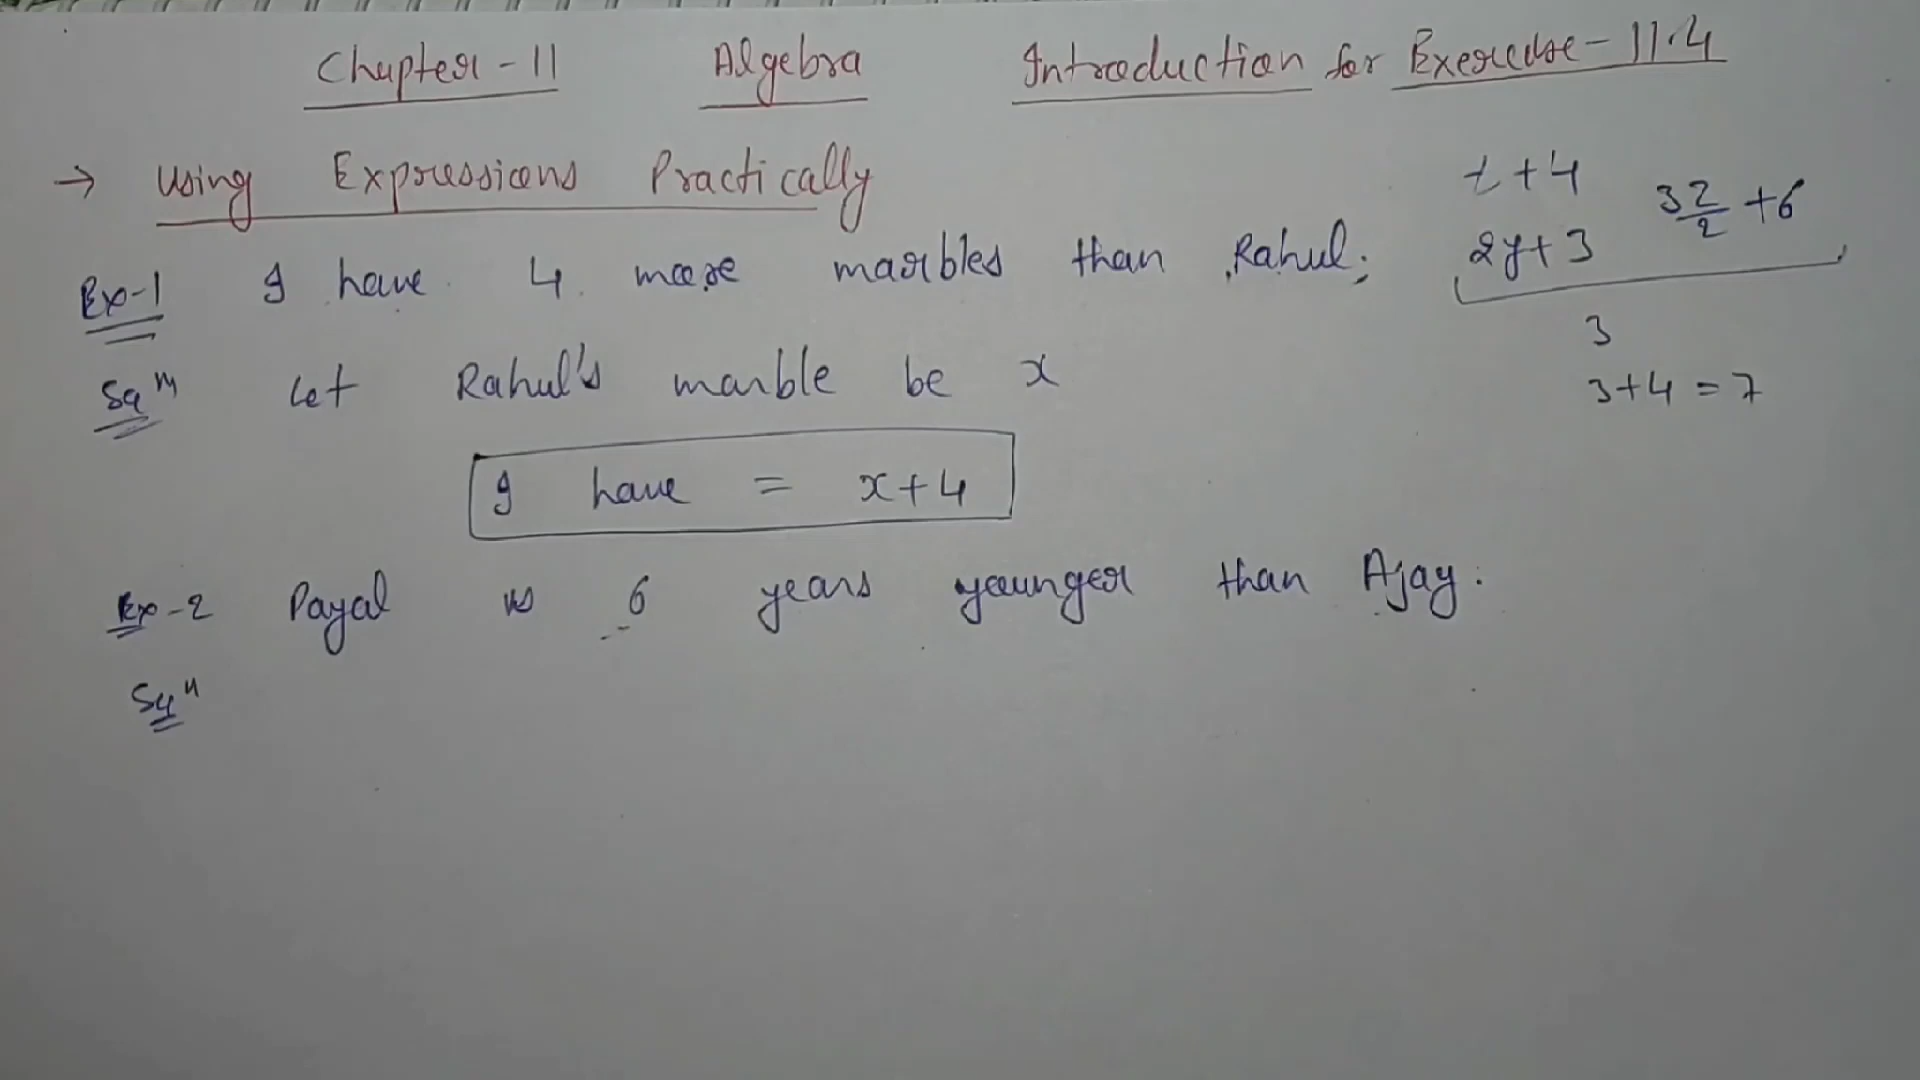 Chapter-11 Algebra Introduction for Exercise-11.4
→ Using Expressions Practically
t+4
2y+3 3z/2 +6
Ex-1 I have 4 more marbles than Rahul;
3
Solⁿ Let Rahul's marble be x
3+4=7
I have = x+4
Ex-2 Payal is 6 years younger than Ajay.
Solⁿ